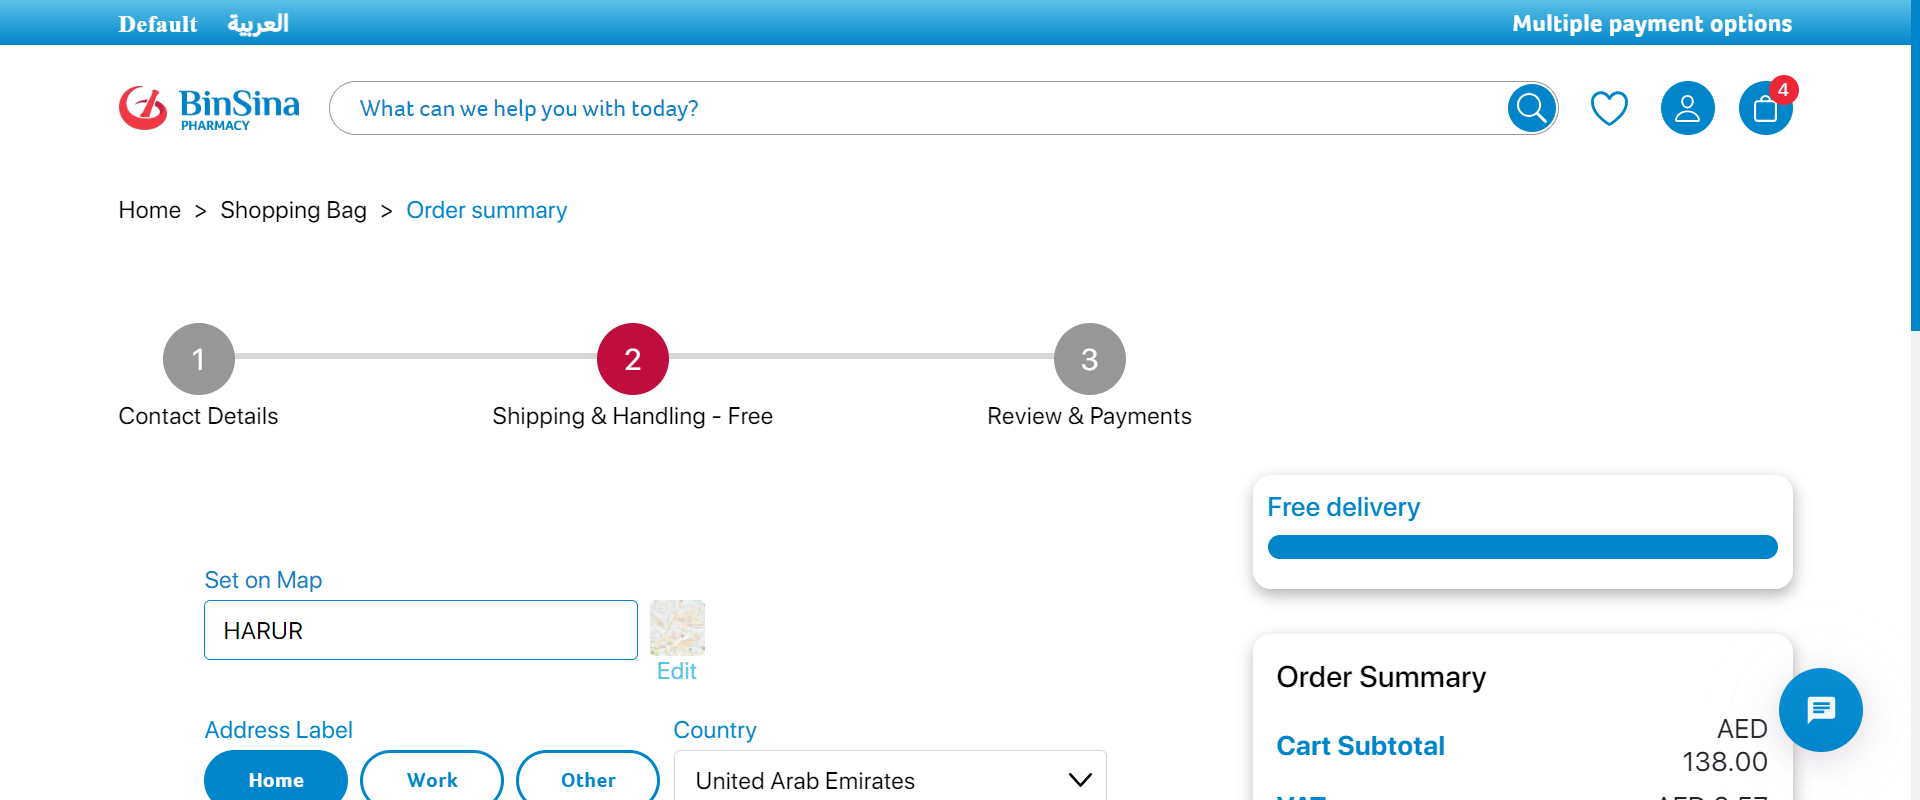 Default العربية Multiple payment options
BinSina
PHARMACY
What can we help you with today?
4
Home > Shopping Bag > Order summary
1 2 3
Contact Details Shipping & Handling - Free Review & Payments
Free delivery
Set on Map
HARUR
Edit
Order Summary
Address Label Country
AED
Cart Subtotal
138.00
Home Work Other United Arab Emirates